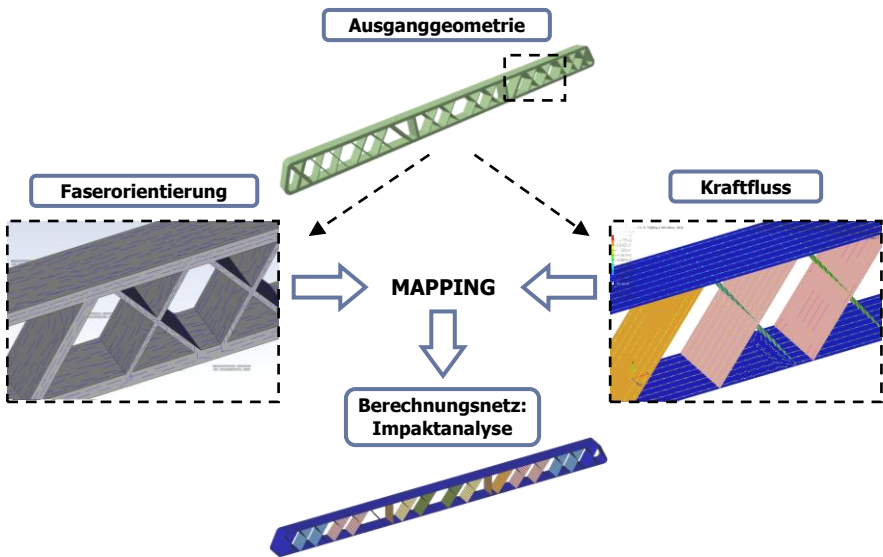 Ausganggeometrie
Faserorientierung
Kraftfluss
MAPPING
Berechnungsnetz:
Impaktanalyse